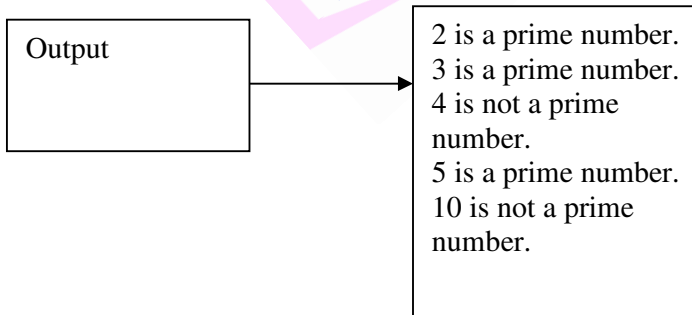 Output
2 is a prime number.
3 is a prime number.
4 is not a prime
number.
5 is a prime number.
10 is not a prime
number.